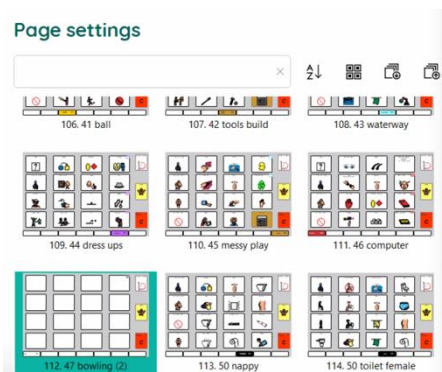 Page settings
106. 41 ball
107. 42 tools build
108. 43 waterway
109. 44 dress ups
110. 45 messy play
111. 46 computer
112. 47 bowling (2)
113. 50 nappy
114. 50 toilet female